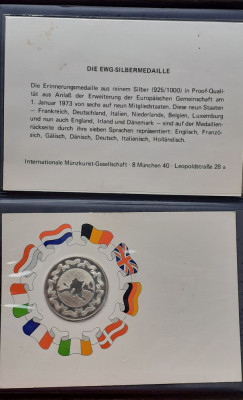 DIE EWG-SILBERMEDAILLE
Die Erinnerungsmedaille aus reinem Silber (925/1000) in Proof-Quali-
tät aus Anlaß der Erweiterung der Europäischen Gemeinschaft am
1. Januar 1973 von sechs auf neun Mitgliedstaaten. Diese neun Staaten
- Frankreich, Deutschland, Italien, Niederlande, Belgien, Luxemburg
und nun auch England, Irland und Dänemark - sind auf der Medaillen-
rückseite durch ihre sieben Sprachen repräsentiert: Englisch, Franzö-
sisch, Gälisch, Dänisch, Deutsch, Italienisch, Holländisch.
Internationale Münzkunst-Gesellschaft · 8 München 40 · Leopoldstraße 28 a